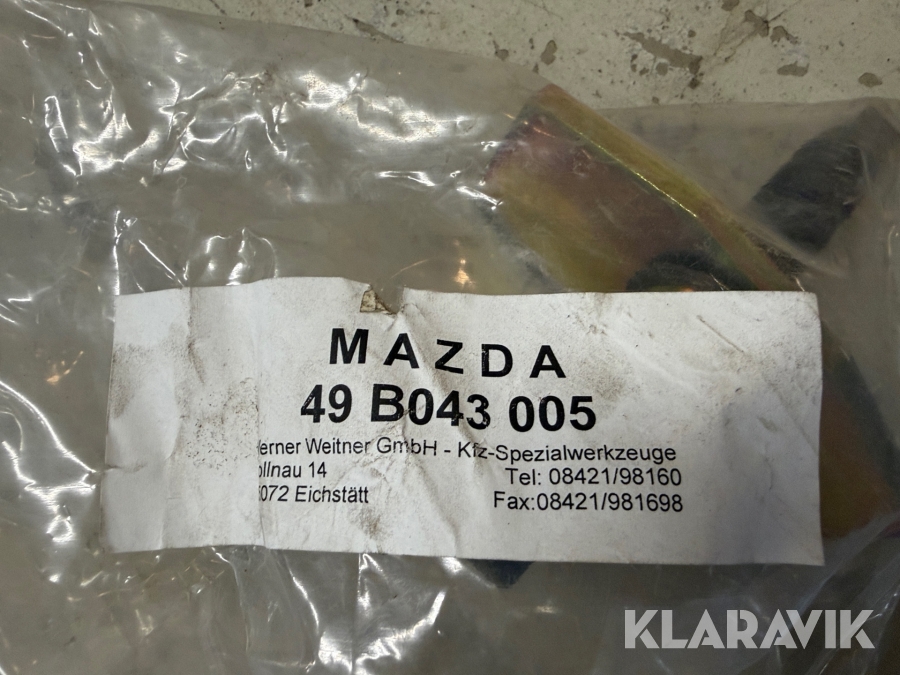 MAZDA
49 B043 005
erner Weitner GmbH - Kfz-Spezialwerkzeuge
ollnau 14 Tel: 08421/98160
5072 Eichstätt Fax:08421/981698
KLARAVIK